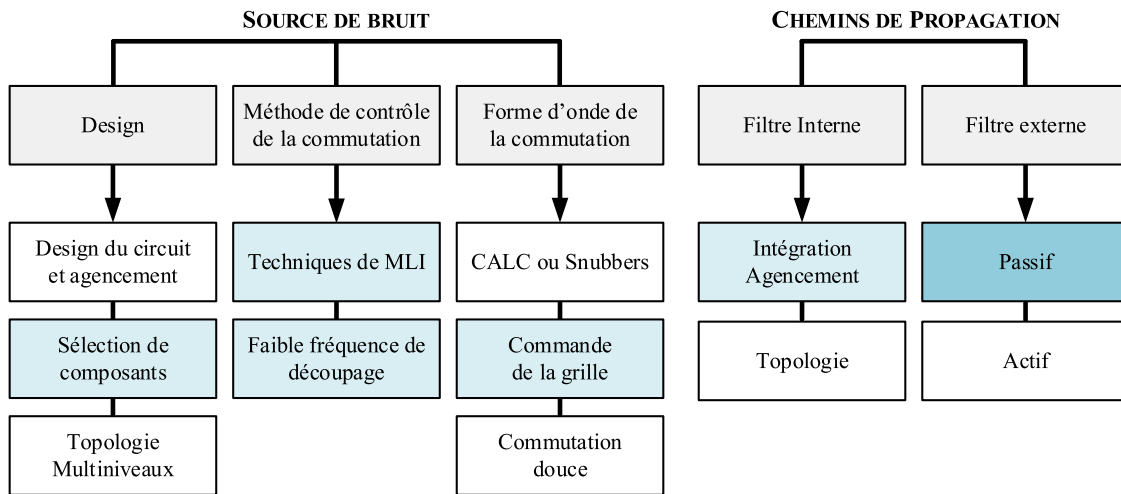 SOURCE DE BRUIT
CHEMINS DE PROPAGATION
Design
Méthode de contrôle
de la commutation
Forme d'onde de
la commutation
Filtre Interne
Filtre externe
Design du circuit
et agencement
Techniques de MLI
CALC ou Snubbers
Intégration
Agencement
Passif
Sélection de
composants
Faible fréquence de
découpage
Commande
de la grille
Topologie
Actif
Topologie
Multiniveaux
Commutation
douce